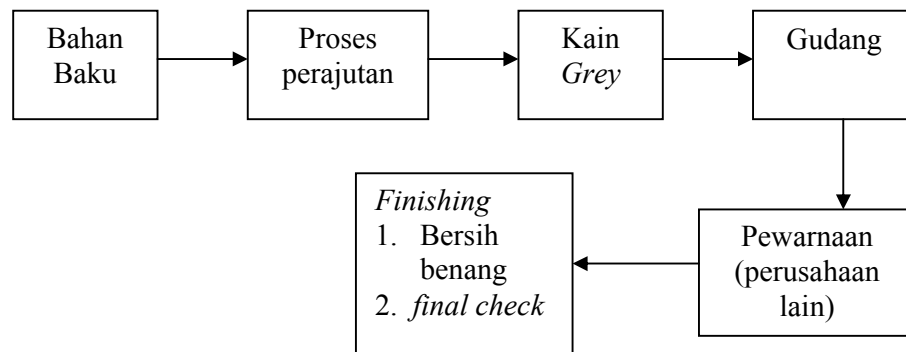 Bahan
Baku
Proses
perajutan
Kain
Grey
Gudang
Pewarnaan
(perusahaan
lain)
Finishing
1. Bersih
benang
2. final check